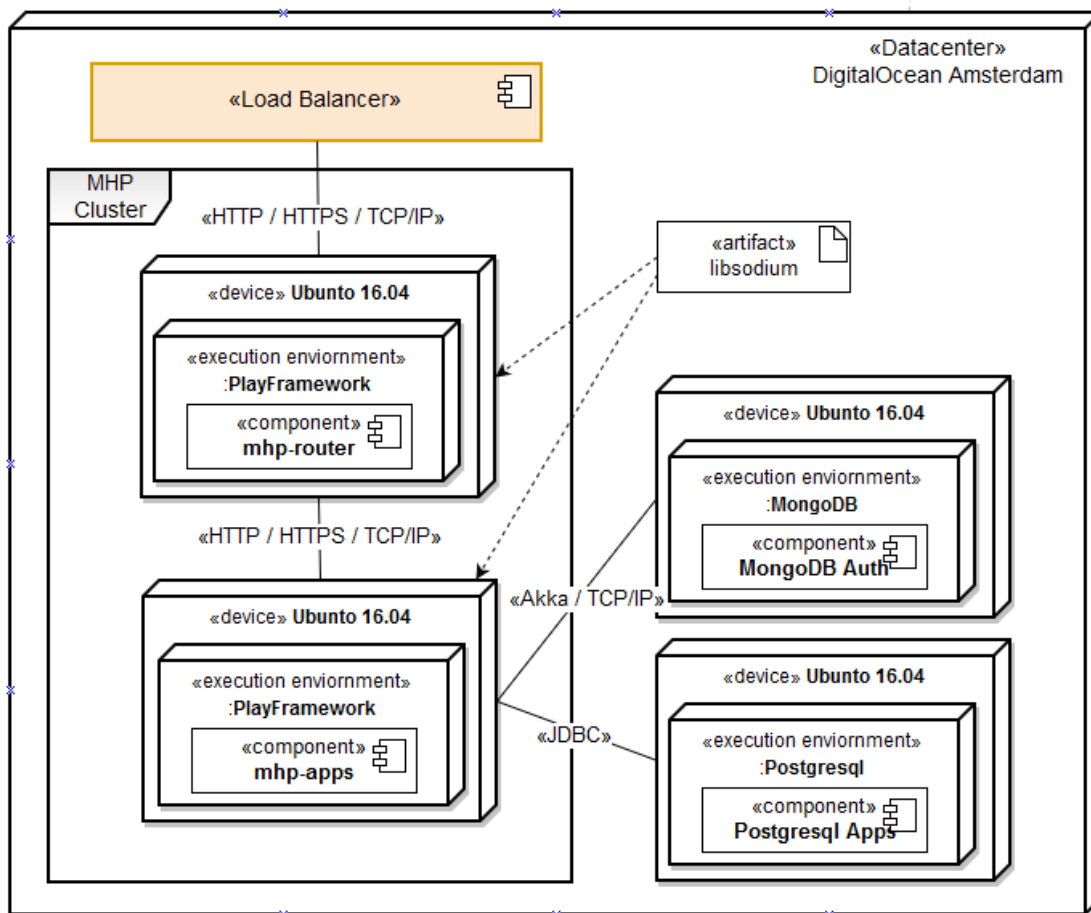 «Datacenter»
DigitalOcean Amsterdam
«Load Balancer»
MHP
Cluster
«HTTP / HTTPS / TCP/IP»
«artifact»
libsodium
«device» Ubunto 16.04
«execution enviornment»
:PlayFramework
«component»
mhp-router
«HTTP / HTTPS / TCP/IP»
«device» Ubunto 16.04
«execution enviornment»
:MongoDB
«component»
MongoDB Auth
«Akka / TCP/IP»
«device» Ubunto 16.04
«execution enviornment»
:PlayFramework
«component»
mhp-apps
«JDBC»
«device» Ubunto 16.04
«execution enviornment»
:Postgresql
«component»
Postgresql Apps